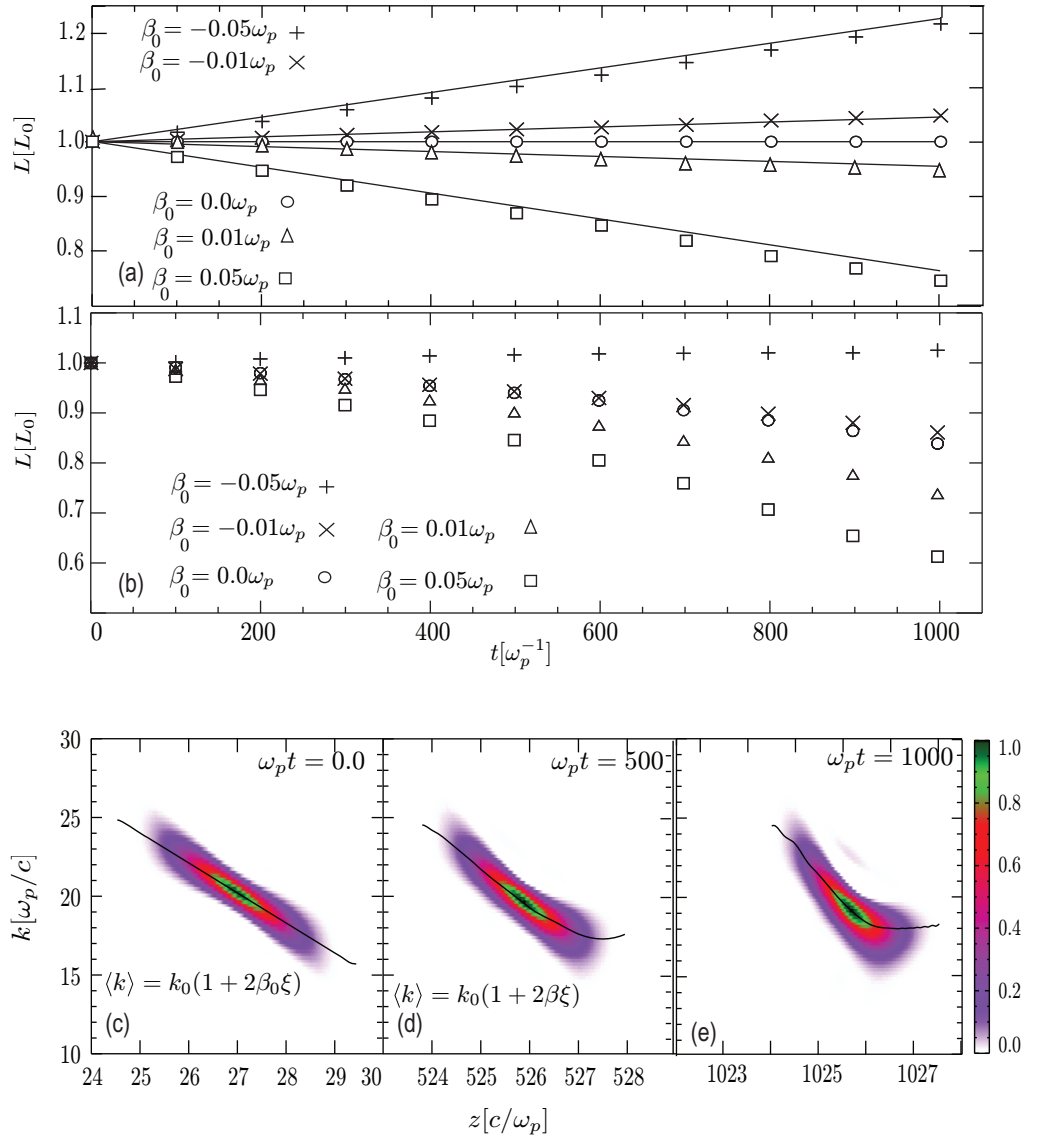 1.2
1.1
1.0
0.9
0.8
L[L₀]
β₀ = −0.05ωₚ +
β₀ = −0.01ωₚ ×
β₀ = 0.0ωₚ ○
β₀ = 0.01ωₚ △
β₀ = 0.05ωₚ □
(a)
1.1
1.0
0.9
0.8
0.7
0.6
L[L₀]
β₀ = −0.05ωₚ +
β₀ = −0.01ωₚ × β₀ = 0.01ωₚ △
β₀ = 0.0ωₚ ○ β₀ = 0.05ωₚ □
(b)
0 200 400 600 800 1000
t[ωₚ⁻¹]
30
25
20
15
10
k[ωₚ/c]
ωₚt = 0.0
⟨k⟩ = k₀(1 + 2β₀ξ)
(c)
24 25 26 27 28 29 30
ωₚt = 500
⟨k⟩ = k₀(1 + 2βξ)
(d)
524 525 526 527 528
ωₚt = 1000
(e)
1023 1025 1027
1.0
0.8
0.6
0.4
0.2
0.0
z[c/ωₚ]